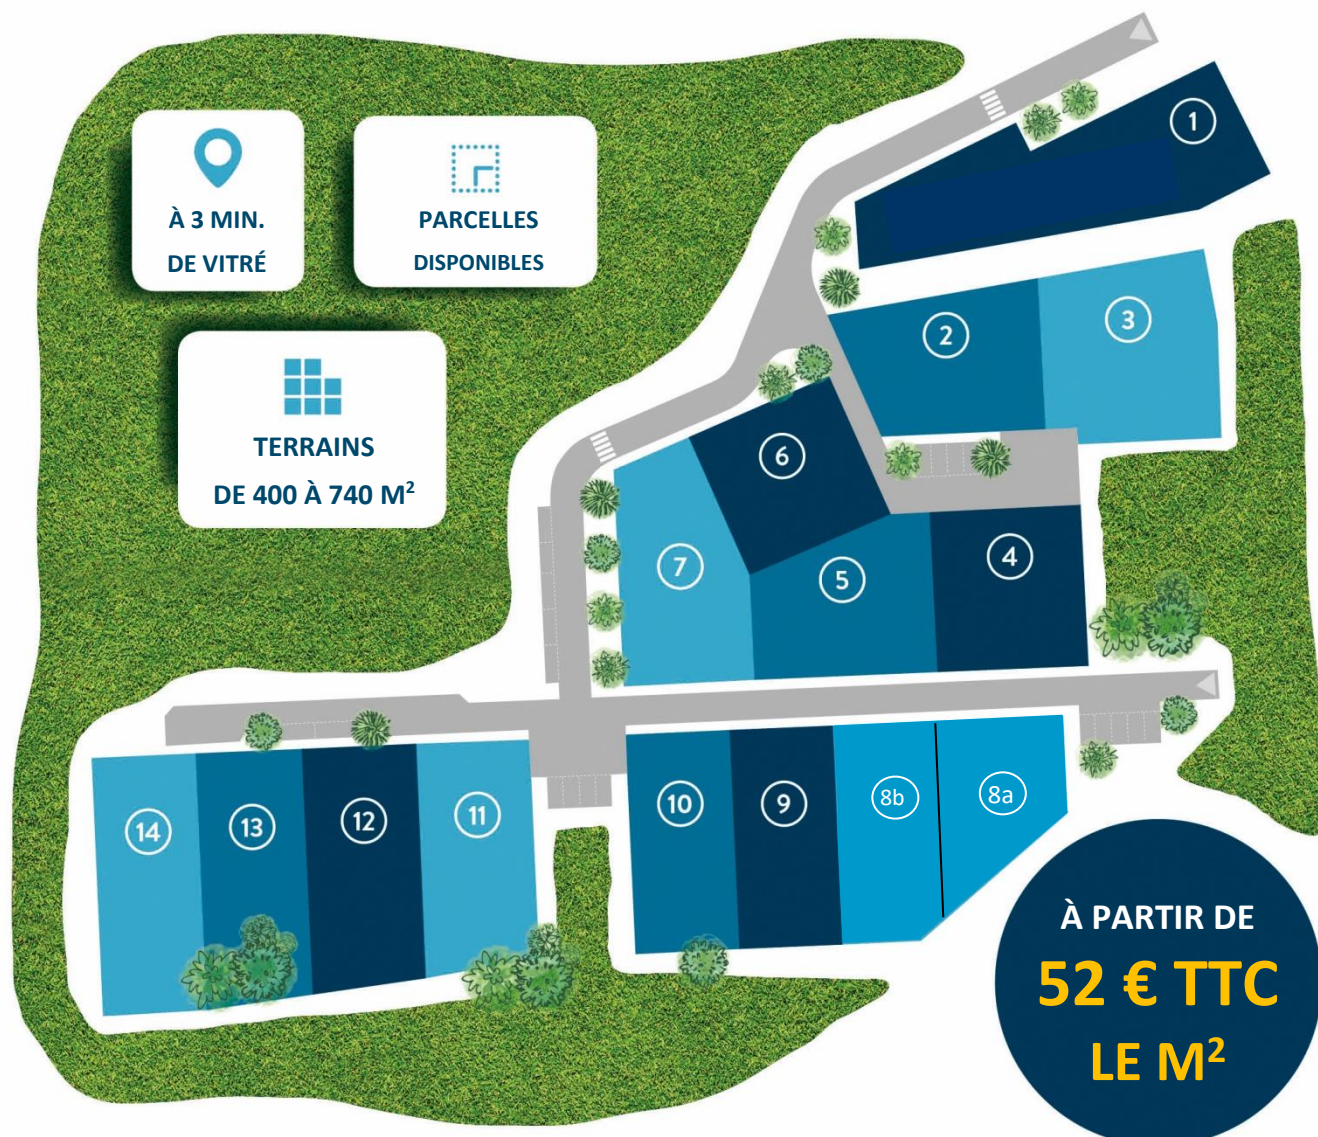 À 3 MIN.
DE VITRÉ
PARCELLES
DISPONIBLES
TERRAINS
DE 400 À 740 M²
1
2
3
6
7
5
4
14
13
12
11
10
9
8b
8a
À PARTIR DE
52 € TTC
LE M²